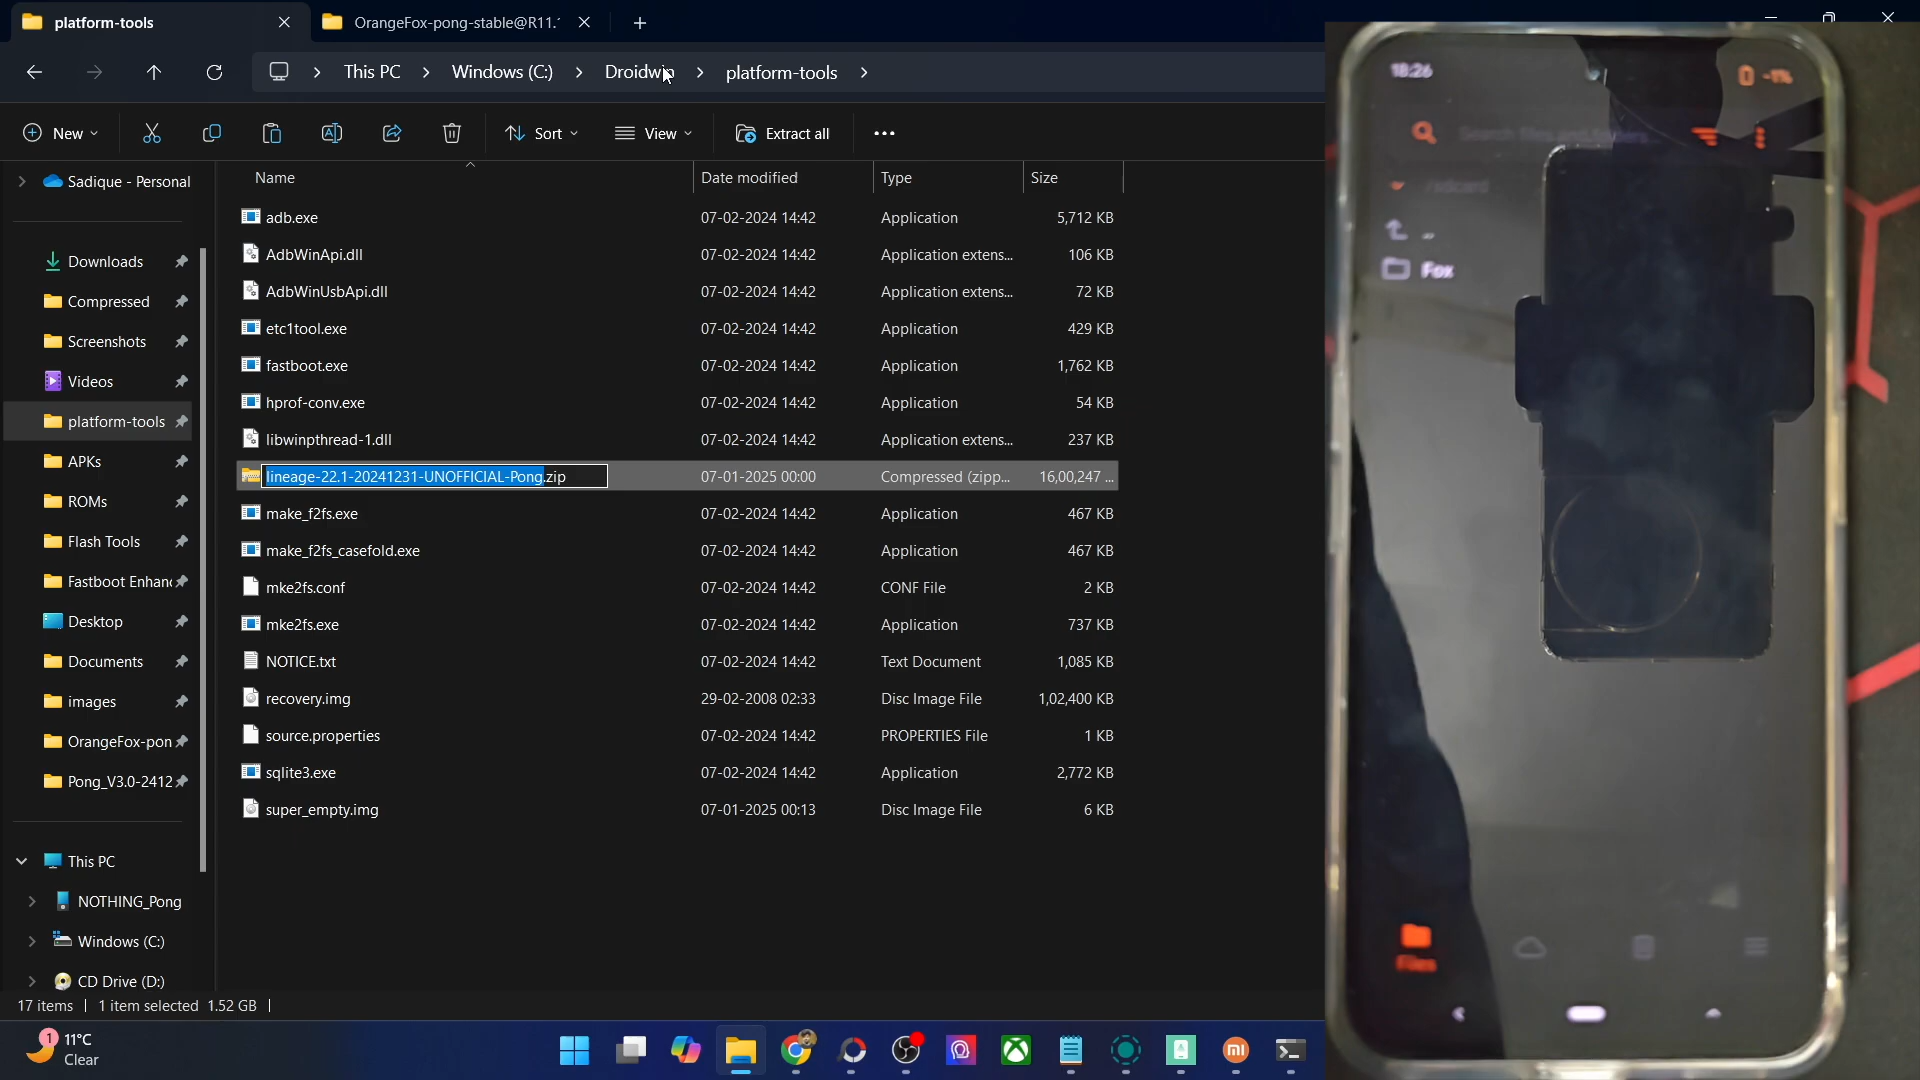 platform-tools
OrangeFox-pong-stable@R11.
This PC
Windows (C:)
Droidwin
platform-tools
New
Sort
View
Extract all
Name
Date modified
Type
Size
adb.exe 07-02-2024 14:42 Application 5,712 KB
AdbWinApi.dll 07-02-2024 14:42 Application extens... 106 KB
AdbWinUsbApi.dll 07-02-2024 14:42 Application extens... 72 KB
etc1tool.exe 07-02-2024 14:42 Application 429 KB
fastboot.exe 07-02-2024 14:42 Application 1,762 KB
hprof-conv.exe 07-02-2024 14:42 Application 54 KB
libwinpthread-1.dll 07-02-2024 14:42 Application extens... 237 KB
lineage-22.1-20241231-UNOFFICIAL-Pong.zip 07-01-2025 00:00 Compressed (zipp... 16,00,247 ...
make_f2fs.exe 07-02-2024 14:42 Application 467 KB
make_f2fs_casefold.exe 07-02-2024 14:42 Application 467 KB
mke2fs.conf 07-02-2024 14:42 CONF File 2 KB
mke2fs.exe 07-02-2024 14:42 Application 737 KB
NOTICE.txt 07-02-2024 14:42 Text Document 1,085 KB
recovery.img 29-02-2008 02:33 Disc Image File 1,02,400 KB
source.properties 07-02-2024 14:42 PROPERTIES File 1 KB
sqlite3.exe 07-02-2024 14:42 Application 2,772 KB
super_empty.img 07-01-2025 00:13 Disc Image File 6 KB
Sadique - Personal
Downloads
Compressed
Screenshots
Videos
platform-tools
APKs
ROMs
Flash Tools
Fastboot Enhanc
Desktop
Documents
images
OrangeFox-pon
Pong_V3.0-2412
This PC
NOTHING_Pong
Windows (C:)
CD Drive (D:)
17 items
1 item selected 1.52 GB
1
11°C
Clear
18:26
-1%
Search files and folders
/sdcard
..
Fox
Files